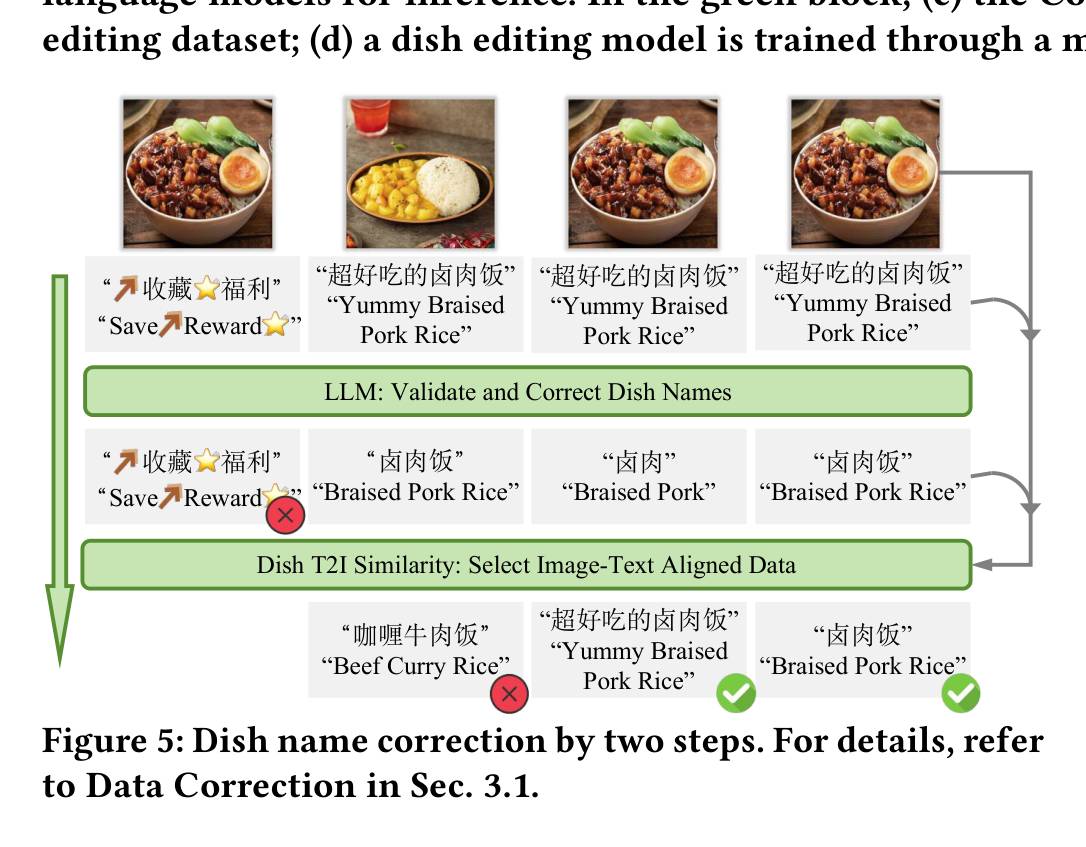 language models for inference. In the green block, (c) the Co
editing dataset; (d) a dish editing model is trained through a m
“↗收藏⭐福利”
“Save↗Reward⭐”
“超好吃的卤肉饭”
“Yummy Braised
Pork Rice”
“超好吃的卤肉饭”
“Yummy Braised
Pork Rice”
“超好吃的卤肉饭”
“Yummy Braised
Pork Rice”
LLM: Validate and Correct Dish Names
“↗收藏⭐福利”
“Save↗Reward⭐”
“卤肉饭”
“Braised Pork Rice”
“卤肉”
“Braised Pork”
“卤肉饭”
“Braised Pork Rice”
Dish T2I Similarity: Select Image-Text Aligned Data
“咖喱牛肉饭”
“Beef Curry Rice”
“超好吃的卤肉饭”
“Yummy Braised
Pork Rice”
“卤肉饭”
“Braised Pork Rice”
Figure 5: Dish name correction by two steps. For details, refer
to Data Correction in Sec. 3.1.